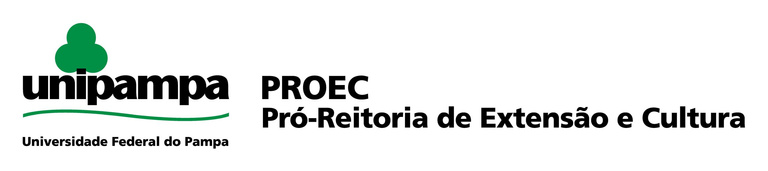 unipampa
Universidade Federal do Pampa
PROEC
Pró-Reitoria de Extensão e Cultura